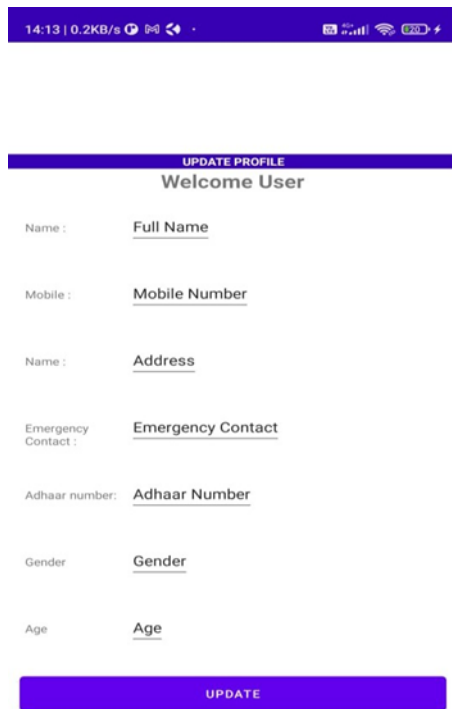 14:13 | 0.2KB/s
UPDATE PROFILE
Welcome User
Name : Full Name
Mobile : Mobile Number
Name : Address
Emergency Contact : Emergency Contact
Adhaar number: Adhaar Number
Gender Gender
Age Age
UPDATE